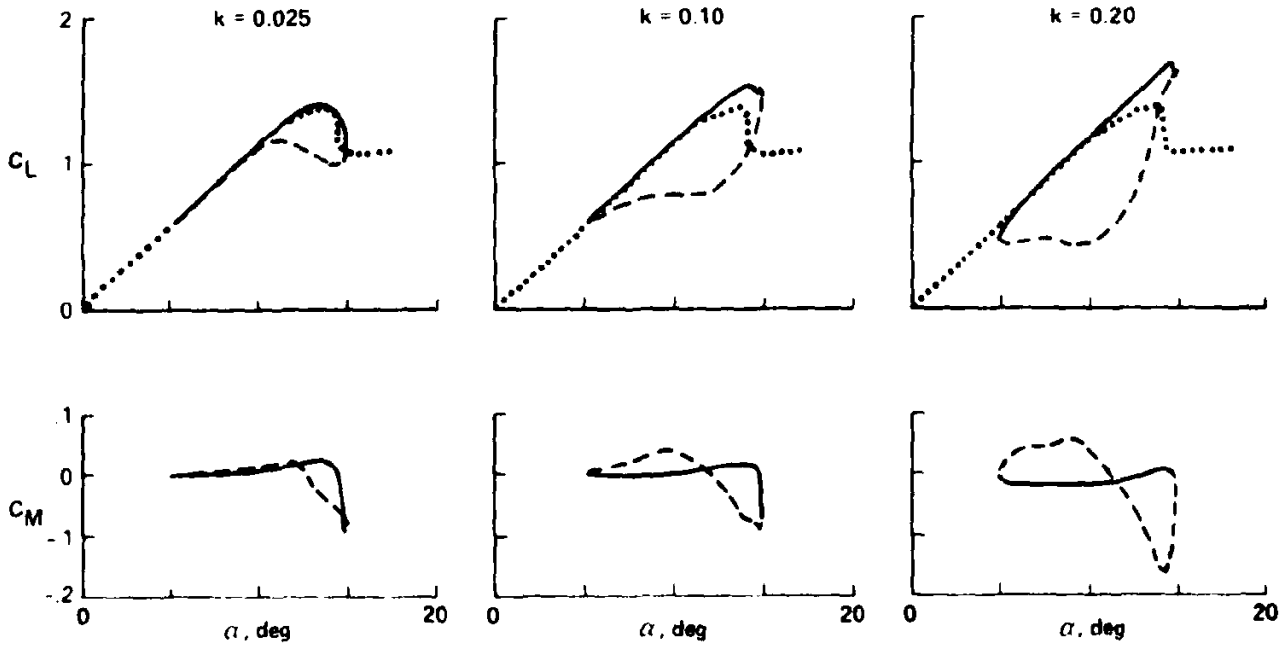 k = 0.025
k = 0.10
k = 0.20
2
1
0
C_L
.1
0
-.1
-.2
C_M
0
20
0
20
0
20
α, deg
α, deg
α, deg